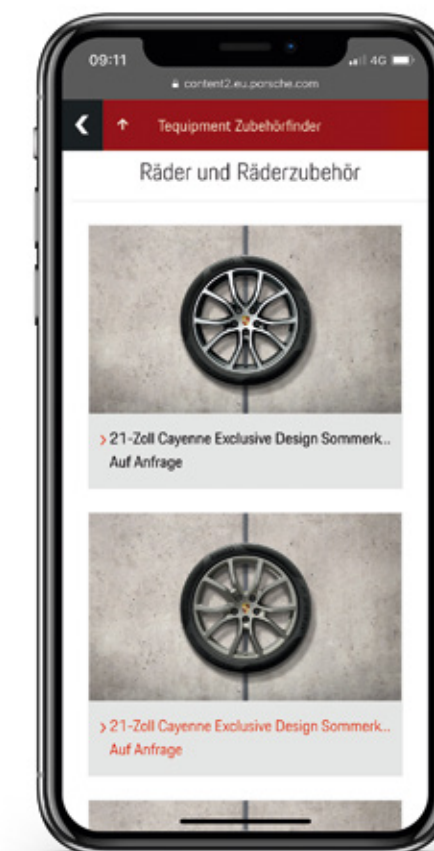 09:11
4G
content2.eu.porsche.com
Tequipment Zubehörfinder
Räder und Räderzubehör
21-Zoll Cayenne Exclusive Design Sommerk...
Auf Anfrage
21-Zoll Cayenne Exclusive Design Sommerk...
Auf Anfrage